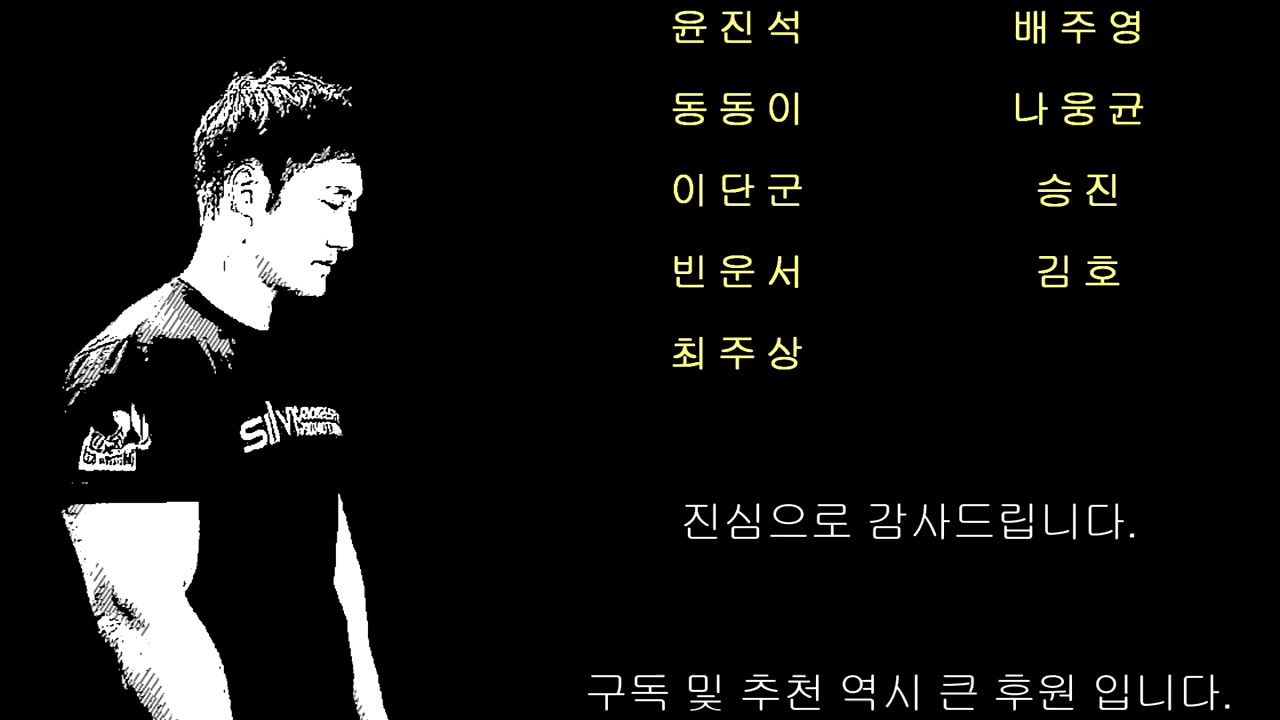 윤진석 배주영
동동이 나웅균
이단군 승진
빈운서 김호
최주상
진심으로 감사드립니다.
구독 및 추천 역시 큰 후원 입니다.